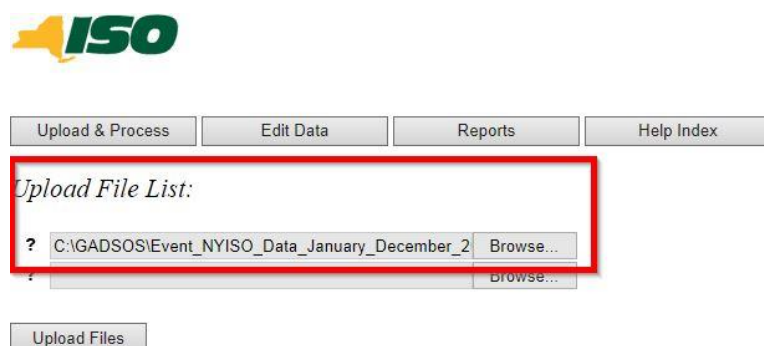 ISO
Upload & Process Edit Data Reports Help Index
Upload File List:
? C:\GADSOS\Event_NYISO_Data_January_December_2 Browse...
? Browse...
Upload Files